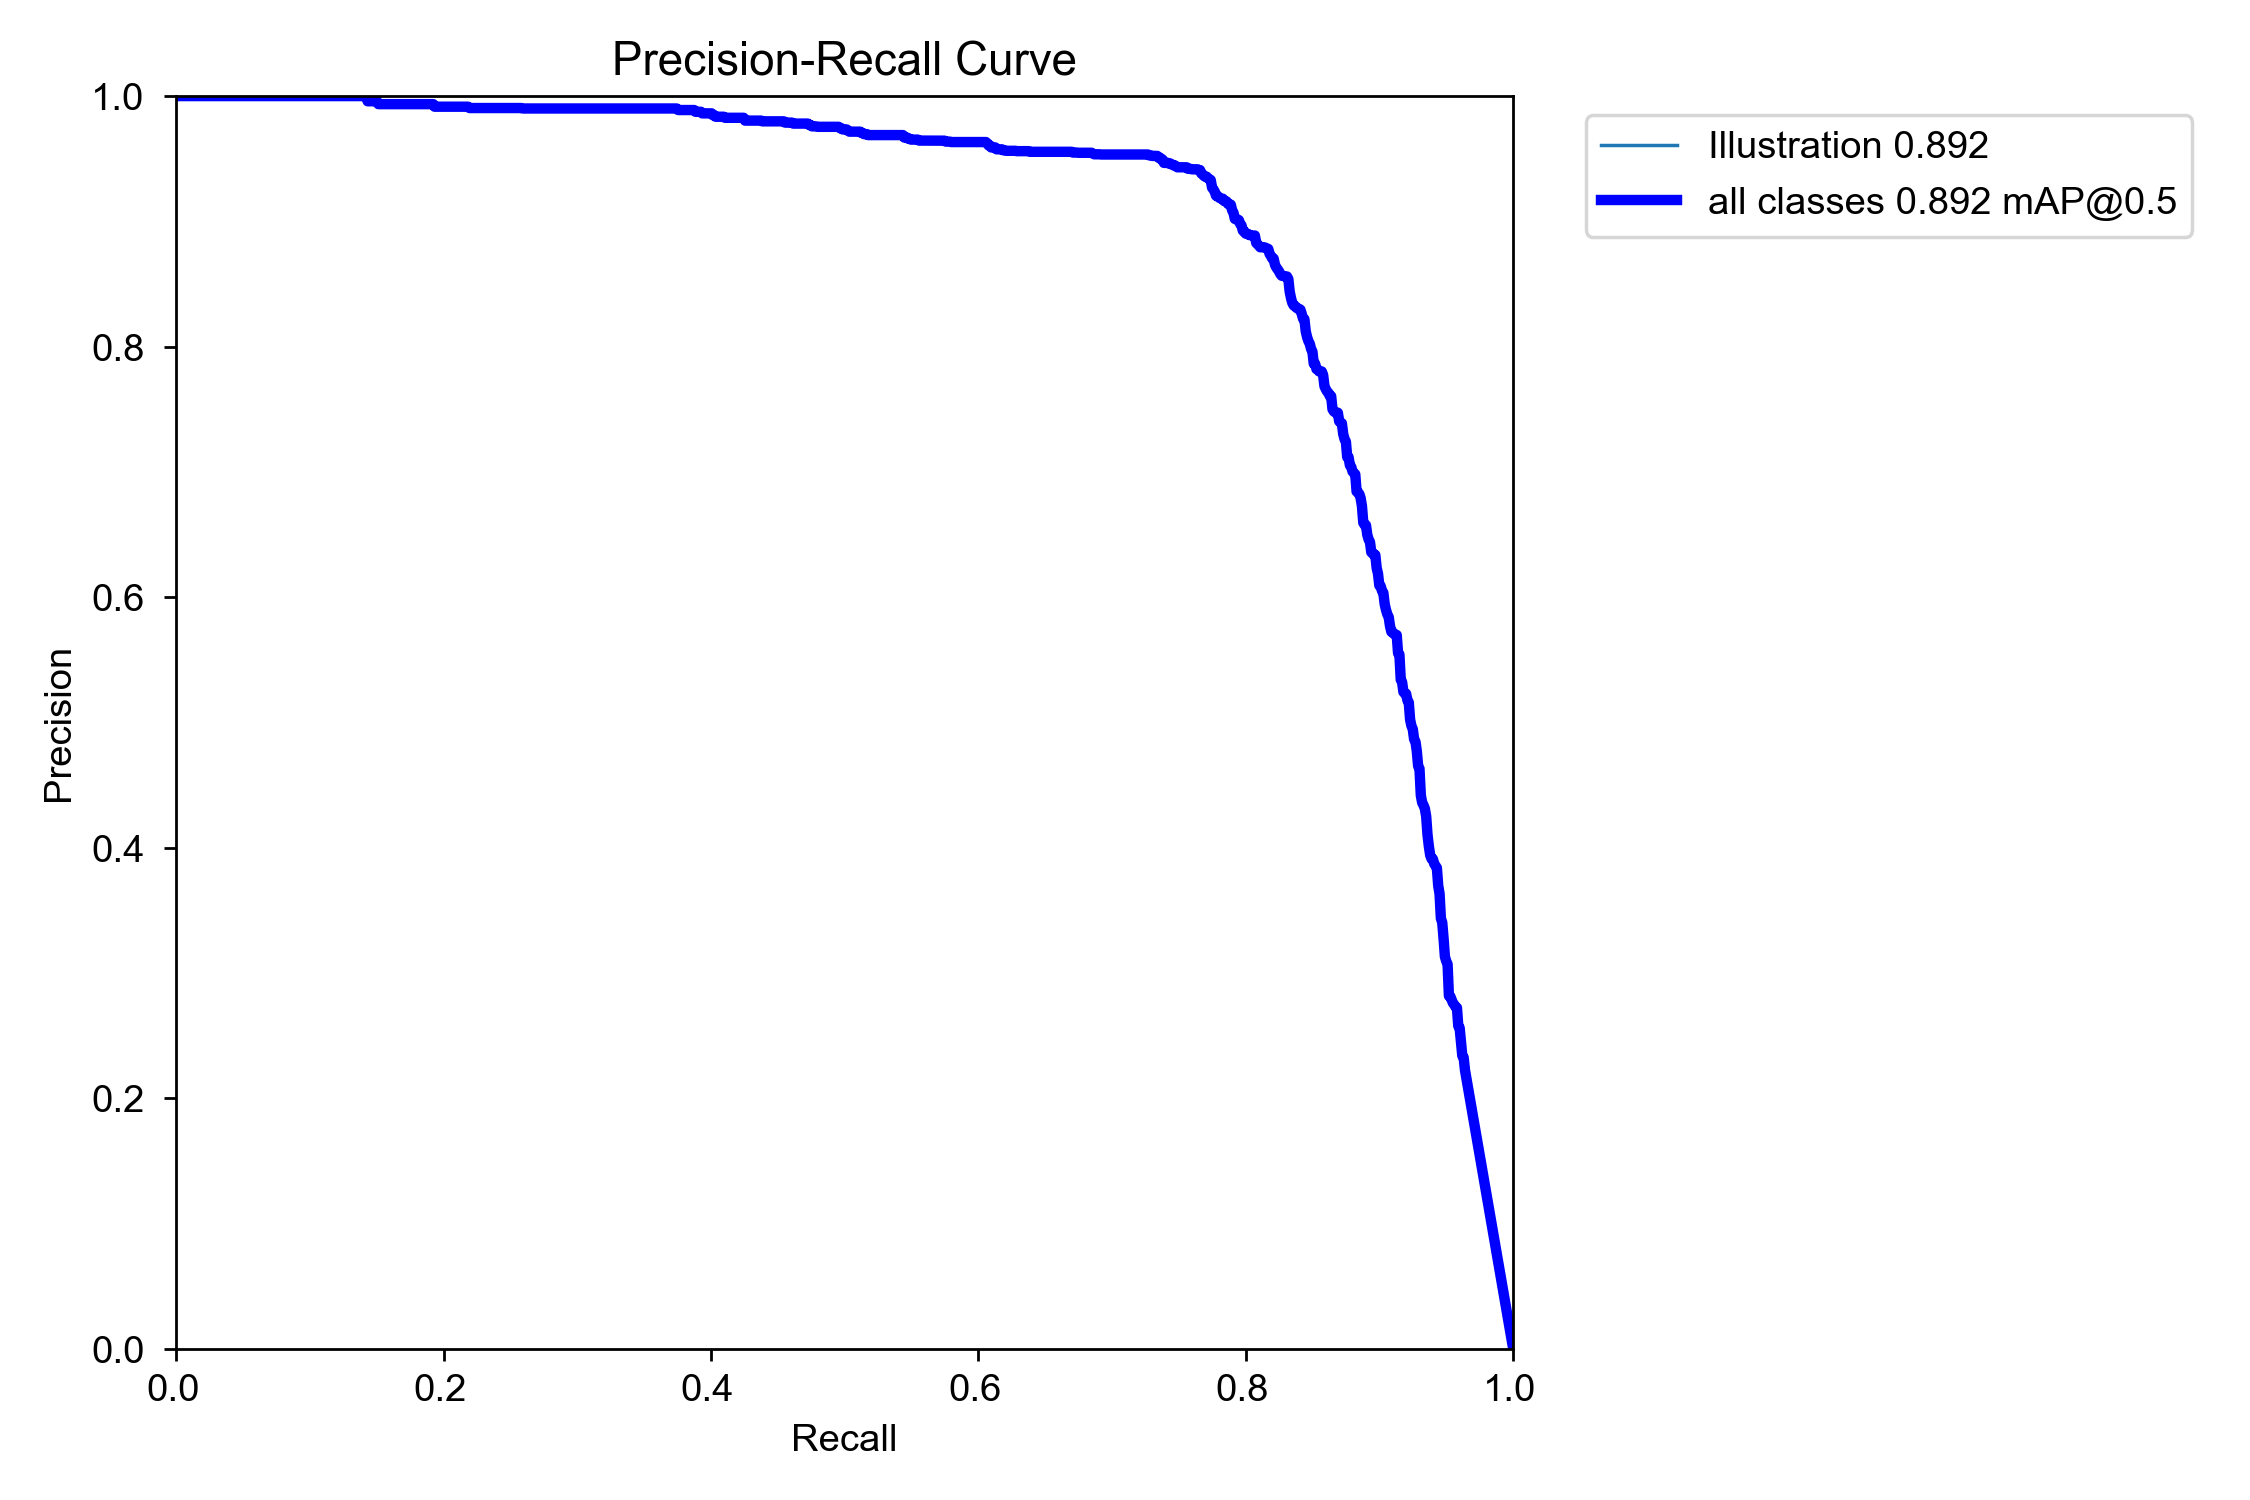 Precision-Recall Curve
1.0
0.8
0.6
0.4
0.2
0.0
Precision
0.0 0.2 0.4 0.6 0.8 1.0
Recall
Illustration 0.892
all classes 0.892 mAP@0.5